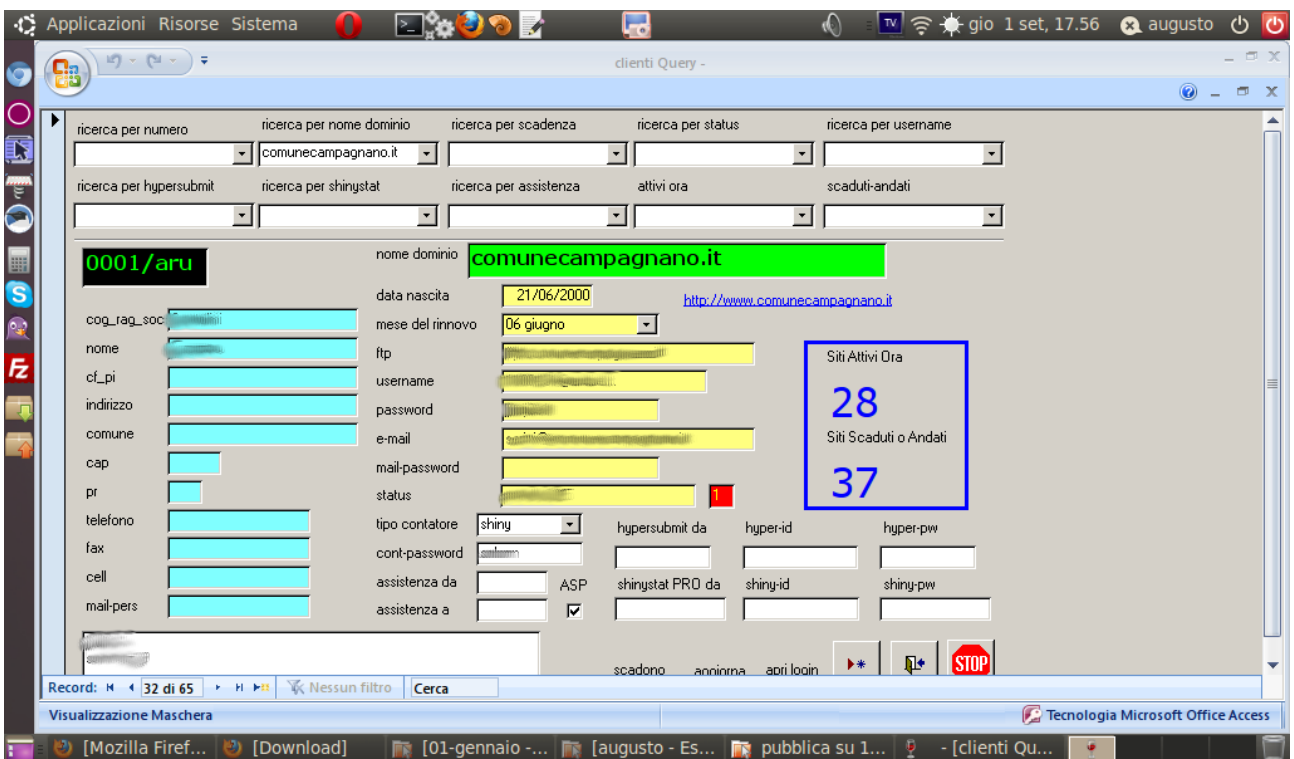 Applicazioni Risorse Sistema
TV
gio 1 set, 17.56
augusto
clienti Query -
ricerca per numero
ricerca per nome dominio
ricerca per scadenza
ricerca per status
ricerca per username
comunecampagnano.it
ricerca per hypersubmit
ricerca per shinystat
ricerca per assistenza
attivi ora
scaduti-andati
0001/aru
nome dominio
comunecampagnano.it
data nascita
21/06/2000
http://www.comunecampagnano.it
cog_rag_soc
mese del rinnovo
06 giugno
nome
ftp
Siti Attivi Ora
cf_pi
username
28
indirizzo
password
comune
e-mail
Siti Scaduti o Andati
cap
mail-password
37
pr
status
1
telefono
tipo contatore
shiny
hypersubmit da
hyper-id
hyper-pw
fax
cont-password
cell
assistenza da
ASP
shinystat PRO da
shiny-id
shiny-pw
mail-pers
assistenza a
STOP
scadono
aggiorna
apri login
Record:
32 di 65
Nessun filtro
Cerca
Visualizzazione Maschera
Tecnologia Microsoft Office Access
[Mozilla Firef...
[Download]
[01-gennaio -...
[augusto - Es...
pubblica su 1...
- [clienti Qu...